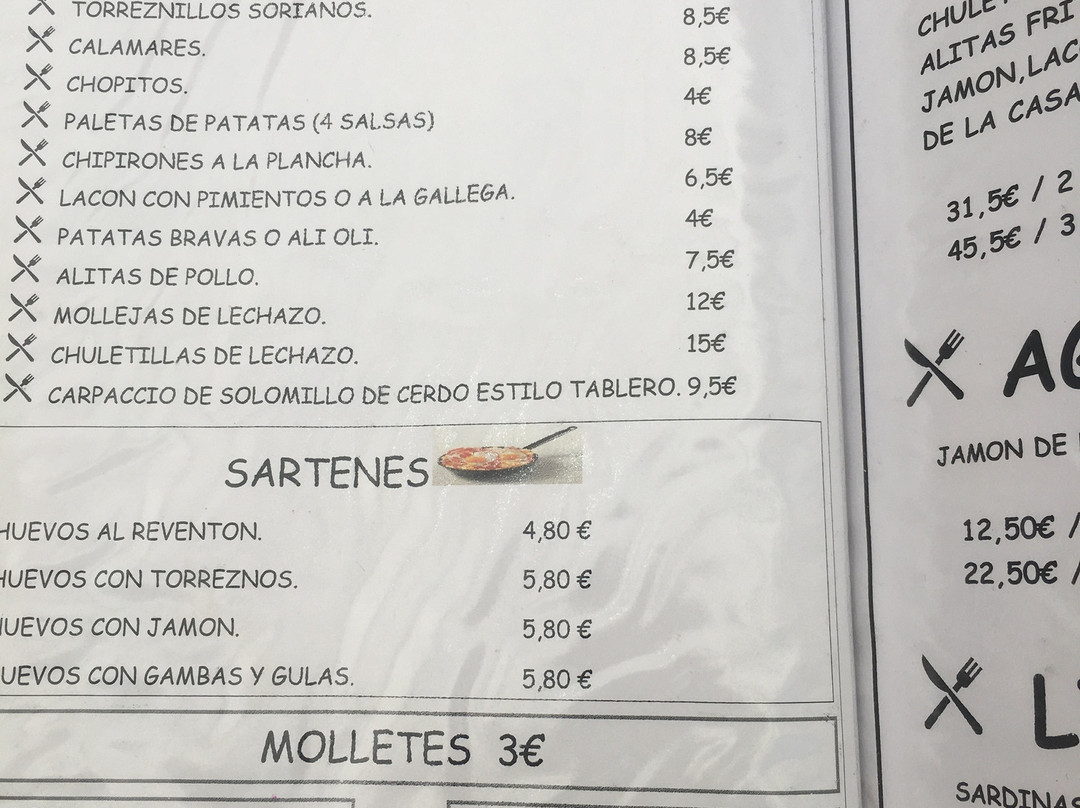 TORREZNILLOS SORIANOS.
CALAMARES. 8,5€
CHOPITOS. 8,5€
PALETAS DE PATATAS (4 SALSAS) 4€
CHIPIRONES A LA PLANCHA. 8€
LACON CON PIMIENTOS O A LA GALLEGA. 6,5€
PATATAS BRAVAS O ALI OLI. 4€
ALITAS DE POLLO. 7,5€
MOLLEJAS DE LECHAZO. 12€
CHULETILLAS DE LECHAZO. 15€
CARPACCIO DE SOLOMILLO DE CERDO ESTILO TABLERO. 9,5€
SARTENES
HUEVOS AL REVENTON. 4,80 €
HUEVOS CON TORREZNOS. 5,80 €
HUEVOS CON JAMON. 5,80 €
HUEVOS CON GAMBAS Y GULAS. 5,80 €
MOLLETES 3€
ALITAS FRI
JAMON, LAC
DE LA CASA
31,5€ / 2
45,5€ / 3
JAMON DE
12,50€ /
22,50€ /
SARDINAS